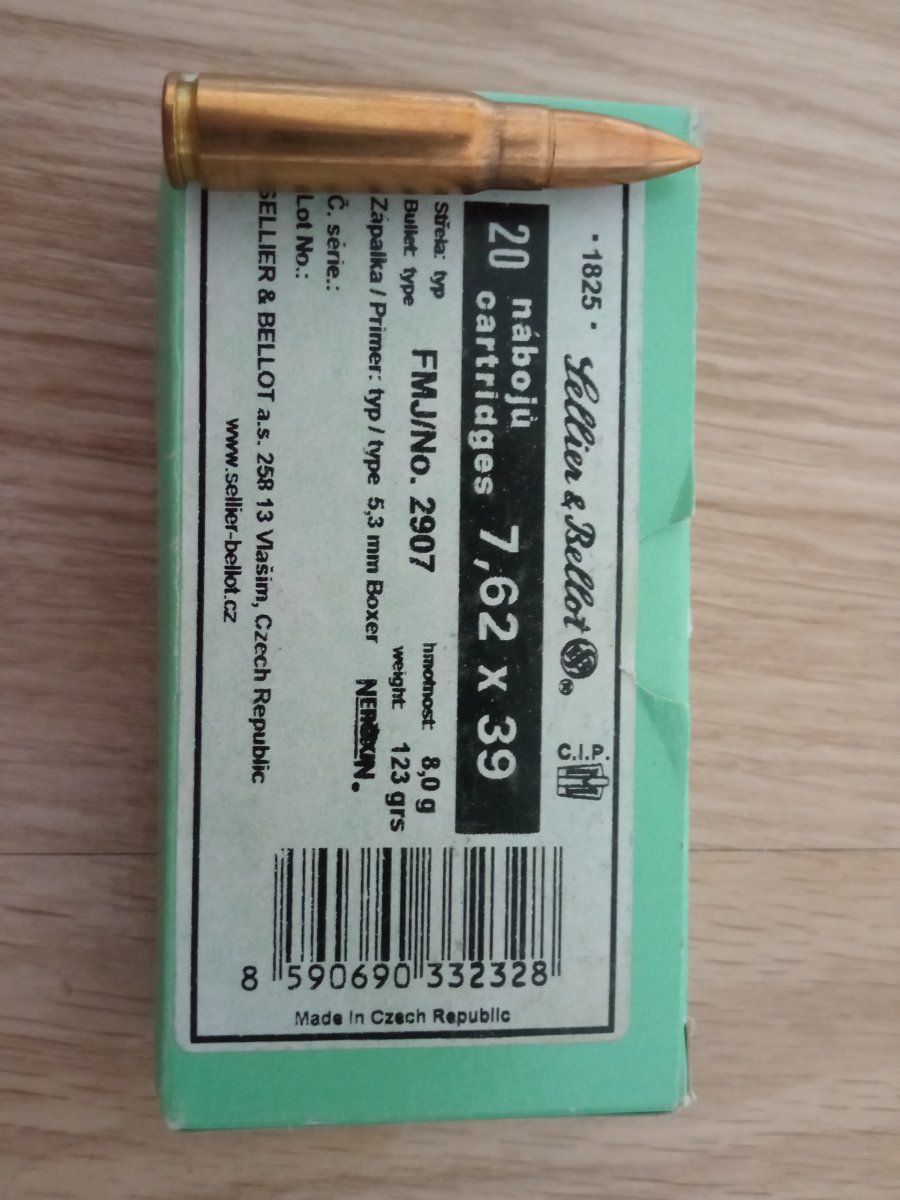 · 1825 ·
Sellier & Bellot
®
C.I.P.
20 nábojů
cartridges 7,62 x 39
Střela: typ
Bullet: type
FMJ/No. 2907
hmotnost: 8,0 g
weight: 123 grs
Zápalka / Primer: typ / type 5,3 mm Boxer
Č. série.:
Lot No.:
SELLIER & BELLOT a.s. 258 13 Vlašim, Czech Republic
www.sellier-bellot.cz
8 590690 332328
Made in Czech Republic